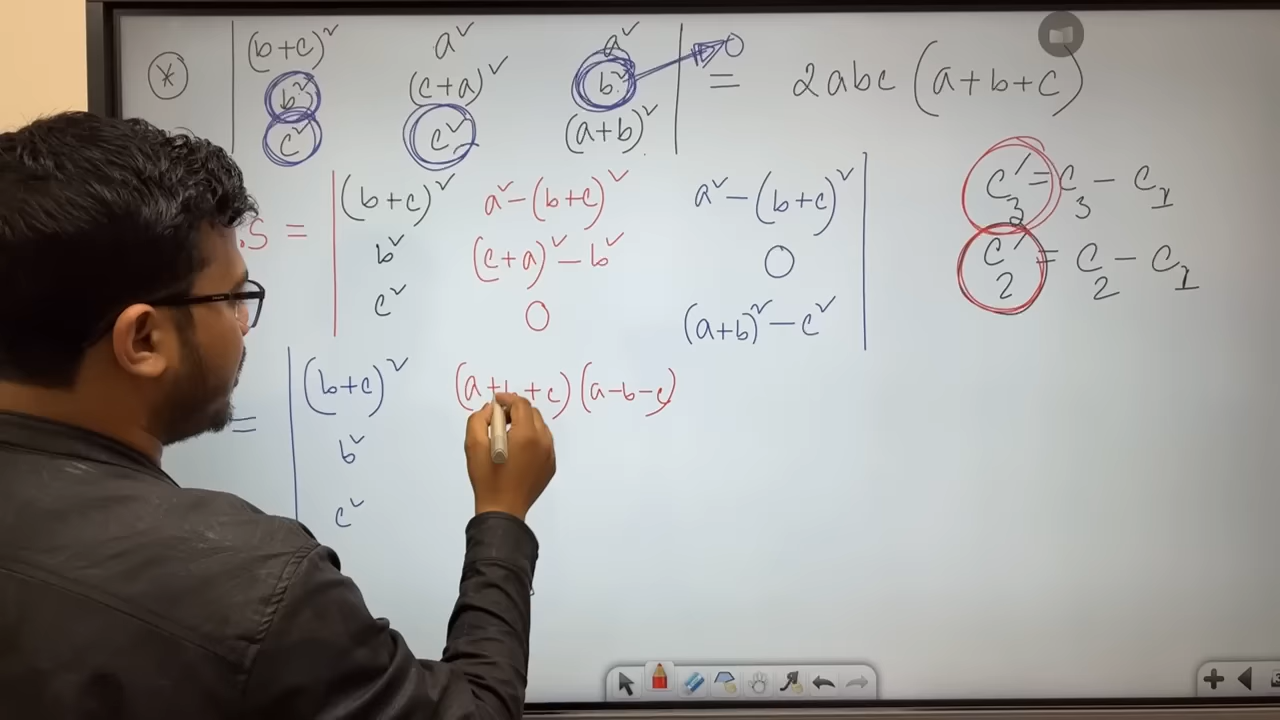 * | (b+c)² a² a² | = 2abc (a+b+c)
b² (c+a)² b² → 0
c² c² (a+b)²
.S = | (b+c)² a²-(b+c)² a²-(b+c)² |
b² (c+a)²-b² 0
c² 0 (a+b)²-c²
C₃′ = C₃ - C₁
C₂′ = C₂ - C₁
= | (b+c)² (a+b+c)(a-b-c)
b²
c²